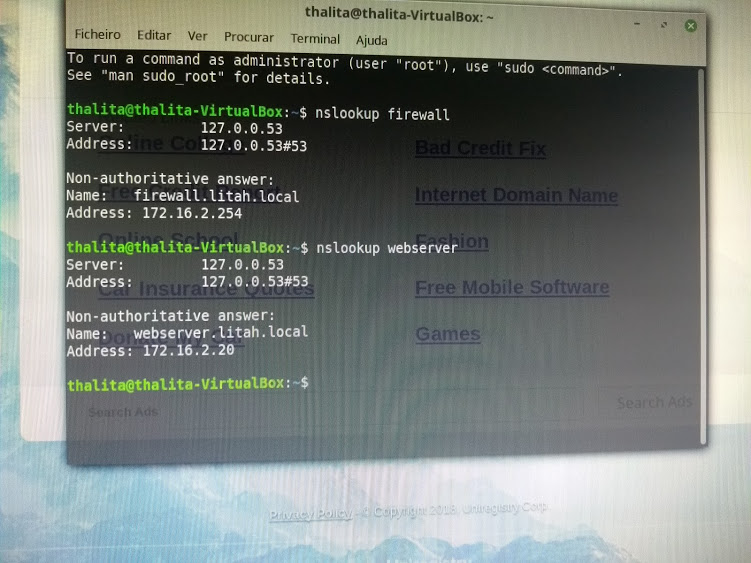 thalita@thalita-VirtualBox: ~
Ficheiro Editar Ver Procurar Terminal Ajuda
To run a command as administrator (user "root"), use "sudo <command>".
See "man sudo_root" for details.
thalita@thalita-VirtualBox:~$ nslookup firewall
Server: 127.0.0.53
Address: 127.0.0.53#53
Non-authoritative answer:
Name: firewall.litah.local
Address: 172.16.2.254
thalita@thalita-VirtualBox:~$ nslookup webserver
Server: 127.0.0.53
Address: 127.0.0.53#53
Non-authoritative answer:
Name: webserver.litah.local
Address: 172.16.2.20
thalita@thalita-VirtualBox:~$
Bad Credit Fix
Internet Domain Name
Online School
Fashion
Car Insurance Quotes
Free Mobile Software
Games
Search Ads
Search Ads
Privacy Policy - © Copyright 2018, Uniregistry Corp.